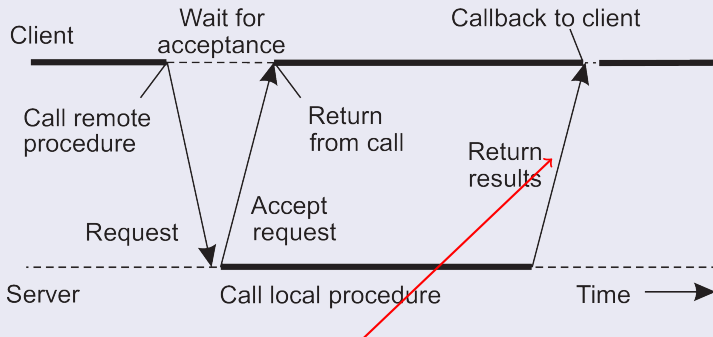 Client
Wait for
acceptance
Callback to client
Call remote
procedure
Return
from call
Return
results
Request
Accept
request
Server
Call local procedure
Time